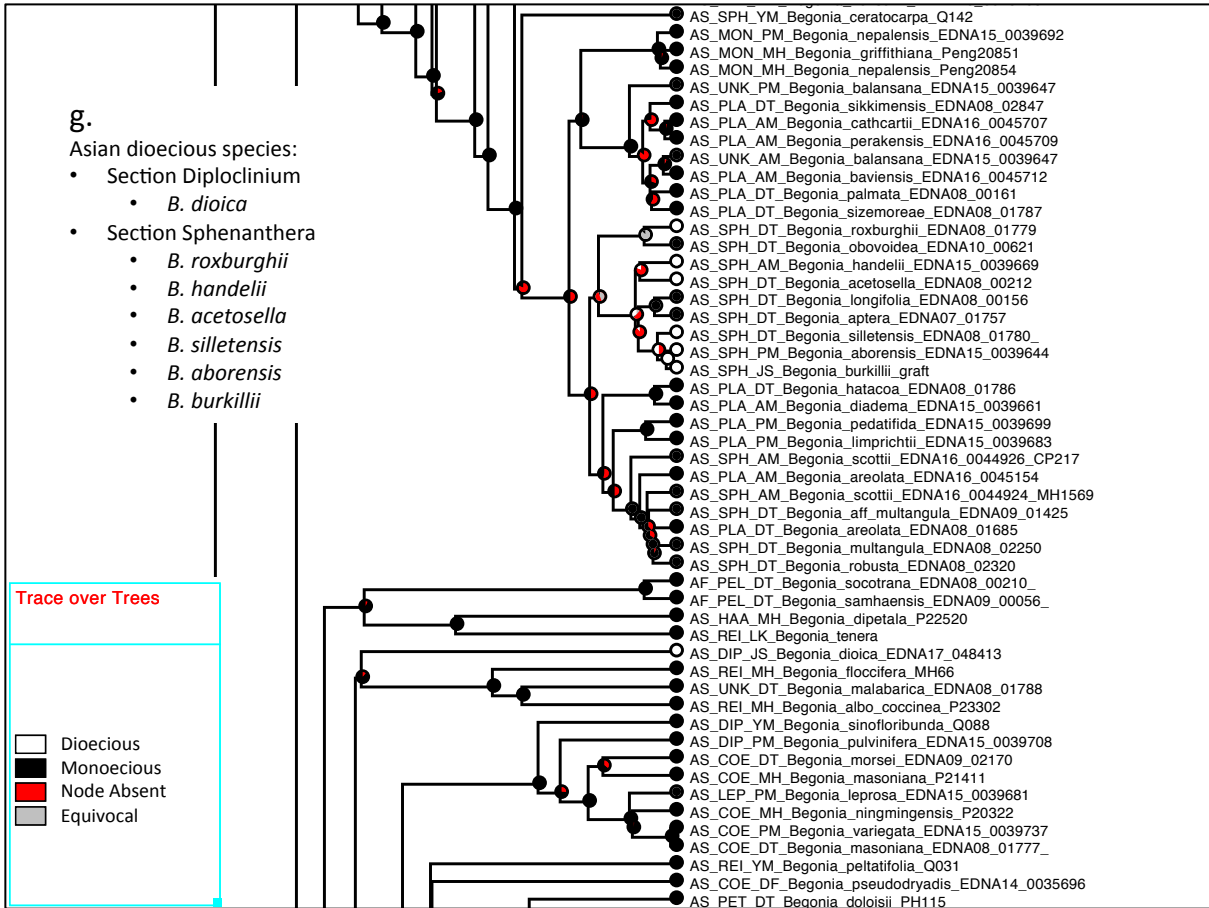 AS_SPH_YM_Begonia_ceratocarpa_Q142
AS_MON_PM_Begonia_nepalensis_EDNA15_0039692
AS_MON_MH_Begonia_griffithiana_Peng20851
AS_MON_MH_Begonia_nepalensis_Peng20854
AS_UNK_PM_Begonia_balansana_EDNA15_0039647
AS_PLA_DT_Begonia_sikkimensis_EDNA08_02847
AS_PLA_AM_Begonia_cathcartii_EDNA16_0045707
AS_PLA_AM_Begonia_perakensis_EDNA16_0045709
AS_UNK_AM_Begonia_balansana_EDNA15_0039647
AS_PLA_AM_Begonia_baviensis_EDNA16_0045712
AS_PLA_DT_Begonia_palmata_EDNA08_00161
AS_PLA_DT_Begonia_sizemoreae_EDNA08_01787
AS_SPH_DT_Begonia_roxburghii_EDNA08_01779
AS_SPH_DT_Begonia_obovoidea_EDNA10_00621
AS_SPH_AM_Begonia_handelii_EDNA15_0039669
AS_SPH_DT_Begonia_acetosella_EDNA08_00212
AS_SPH_DT_Begonia_longifolia_EDNA08_00156
AS_SPH_DT_Begonia_aptera_EDNA07_01757
AS_SPH_DT_Begonia_silletensis_EDNA08_01780_
AS_SPH_PM_Begonia_aborensis_EDNA15_0039644
AS_SPH_JS_Begonia_burkillii_graft
AS_PLA_DT_Begonia_hatacoa_EDNA08_01786
AS_PLA_AM_Begonia_diadema_EDNA15_0039661
AS_PLA_PM_Begonia_pedatifida_EDNA15_0039699
AS_PLA_PM_Begonia_limprichtii_EDNA15_0039683
AS_SPH_AM_Begonia_scottii_EDNA16_0044926_CP217
AS_PLA_AM_Begonia_areolata_EDNA16_0045154
AS_SPH_AM_Begonia_scottii_EDNA16_0044924_MH1569
AS_SPH_DT_Begonia_aff_multangula_EDNA09_01425
AS_PLA_DT_Begonia_areolata_EDNA08_01685
AS_SPH_DT_Begonia_multangula_EDNA08_02250
AS_SPH_DT_Begonia_robusta_EDNA08_02320
AF_PEL_DT_Begonia_socotrana_EDNA08_00210_
AF_PEL_DT_Begonia_samhaensis_EDNA09_00056_
AS_HAA_MH_Begonia_dipetala_P22520
AS_REI_LK_Begonia_tenera
AS_DIP_JS_Begonia_dioica_EDNA17_048413
AS_REI_MH_Begonia_floccifera_MH66
AS_UNK_DT_Begonia_malabarica_EDNA08_01788
AS_REI_MH_Begonia_albo_coccinea_P23302
AS_DIP_YM_Begonia_sinofloribunda_Q088
AS_DIP_PM_Begonia_pulvinifera_EDNA15_0039708
AS_COE_DT_Begonia_morsei_EDNA09_02170
AS_COE_MH_Begonia_masoniana_P21411
AS_LEP_PM_Begonia_leprosa_EDNA15_0039681
AS_COE_MH_Begonia_ningmingensis_P20322
AS_COE_PM_Begonia_variegata_EDNA15_0039737
AS_COE_DT_Begonia_masoniana_EDNA08_01777_
AS_REI_YM_Begonia_peltatifolia_Q031
AS_COE_DF_Begonia_pseudodryadis_EDNA14_0035696
AS_PET_DT_Begonia_doloisii_PH115
g.
Asian dioecious species:
• Section Diploclinium
• B. dioica
• Section Sphenanthera
• B. roxburghii
• B. handelii
• B. acetosella
• B. silletensis
• B. aborensis
• B. burkillii
Trace over Trees
Dioecious
Monoecious
Node Absent
Equivocal